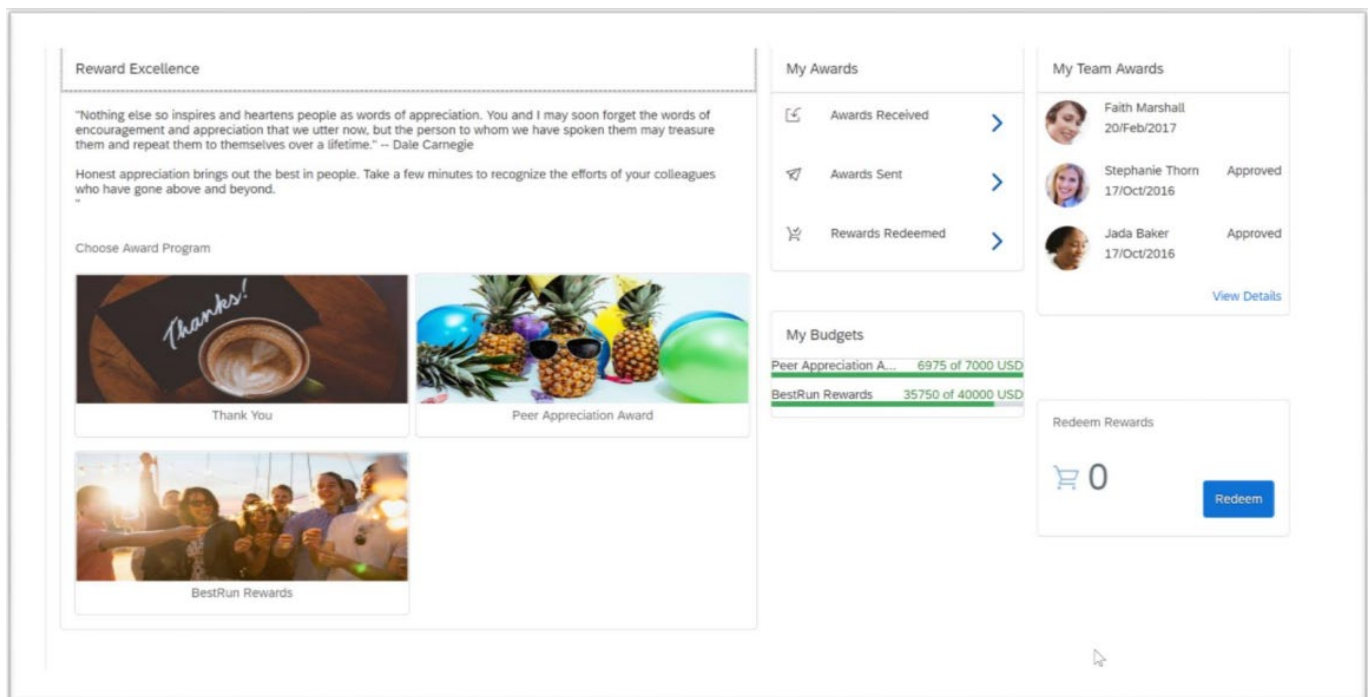 Reward Excellence
"Nothing else so inspires and heartens people as words of appreciation. You and I may soon forget the words of
encouragement and appreciation that we utter now, but the person to whom we have spoken them may treasure
them and repeat them to themselves over a lifetime." -- Dale Carnegie
Honest appreciation brings out the best in people. Take a few minutes to recognize the efforts of your colleagues
who have gone above and beyond.
"
Choose Award Program
Thanks!
Thank You
Peer Appreciation Award
BestRun Rewards
My Awards
Awards Received
Awards Sent
Rewards Redeemed
My Budgets
Peer Appreciation A... 6975 of 7000 USD
BestRun Rewards 35750 of 40000 USD
My Team Awards
Faith Marshall
20/Feb/2017
Stephanie Thorn Approved
17/Oct/2016
Jada Baker Approved
17/Oct/2016
View Details
Redeem Rewards
0
Redeem